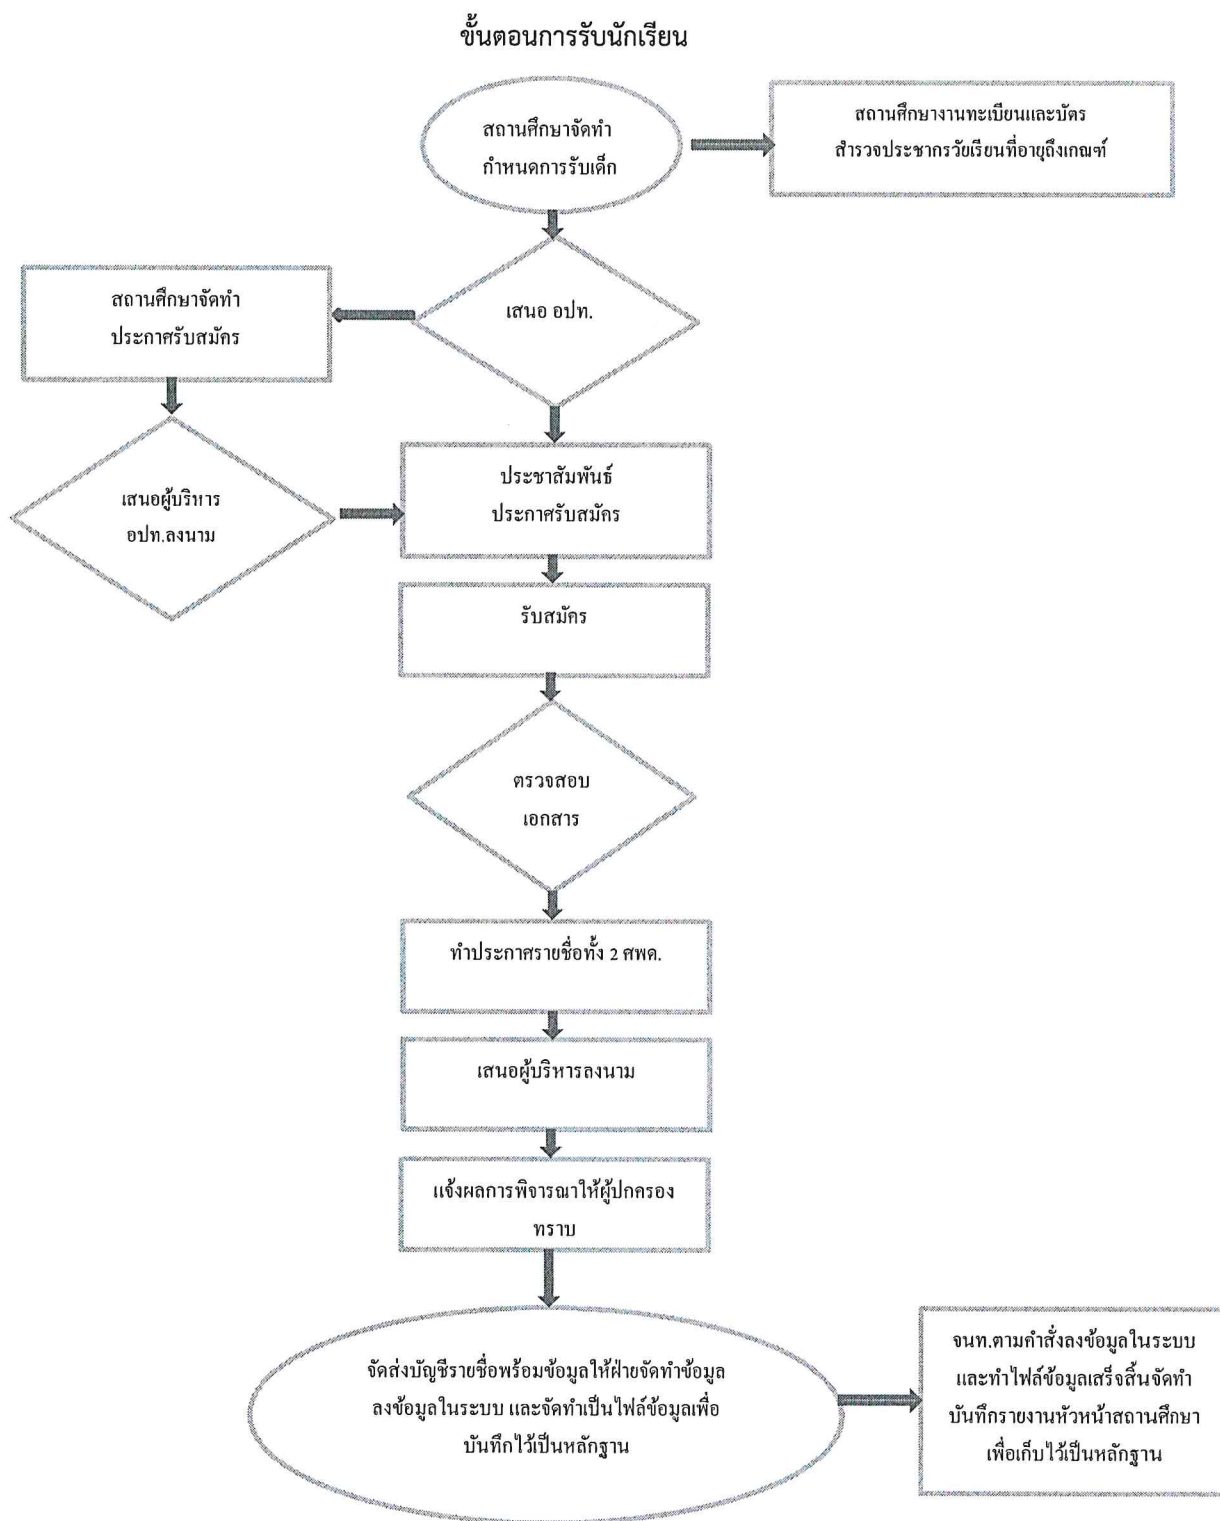 ขั้นตอนการรับนักเรียน
สถานศึกษาจัดทำ
กำหนดการรับเด็ก
สถานศึกษางานทะเบียนและบัตร
สำรวจประชากรวัยเรียนที่อายุถึงเกณฑ์
เสนอ อปท.
สถานศึกษาจัดทำ
ประกาศรับสมัคร
เสนอผู้บริหาร
อปท.ลงนาม
ประชาสัมพันธ์
ประกาศรับสมัคร
รับสมัคร
ตรวจสอบ
เอกสาร
ทำประกาศรายชื่อทั้ง 2 ศพด.
เสนอผู้บริหารลงนาม
แจ้งผลการพิจารณาให้ผู้ปกครอง
ทราบ
จัดส่งบัญชีรายชื่อพร้อมข้อมูลให้ฝ่ายจัดทำข้อมูล
ลงข้อมูลในระบบ และจัดทำเป็นไฟล์ข้อมูลเพื่อ
บันทึกไว้เป็นหลักฐาน
จนท.ตามคำสั่งลงข้อมูลในระบบ
และทำไฟล์ข้อมูลเสร็จสิ้นจัดทำ
บันทึกรายงานหัวหน้าสถานศึกษา
เพื่อเก็บไว้เป็นหลักฐาน